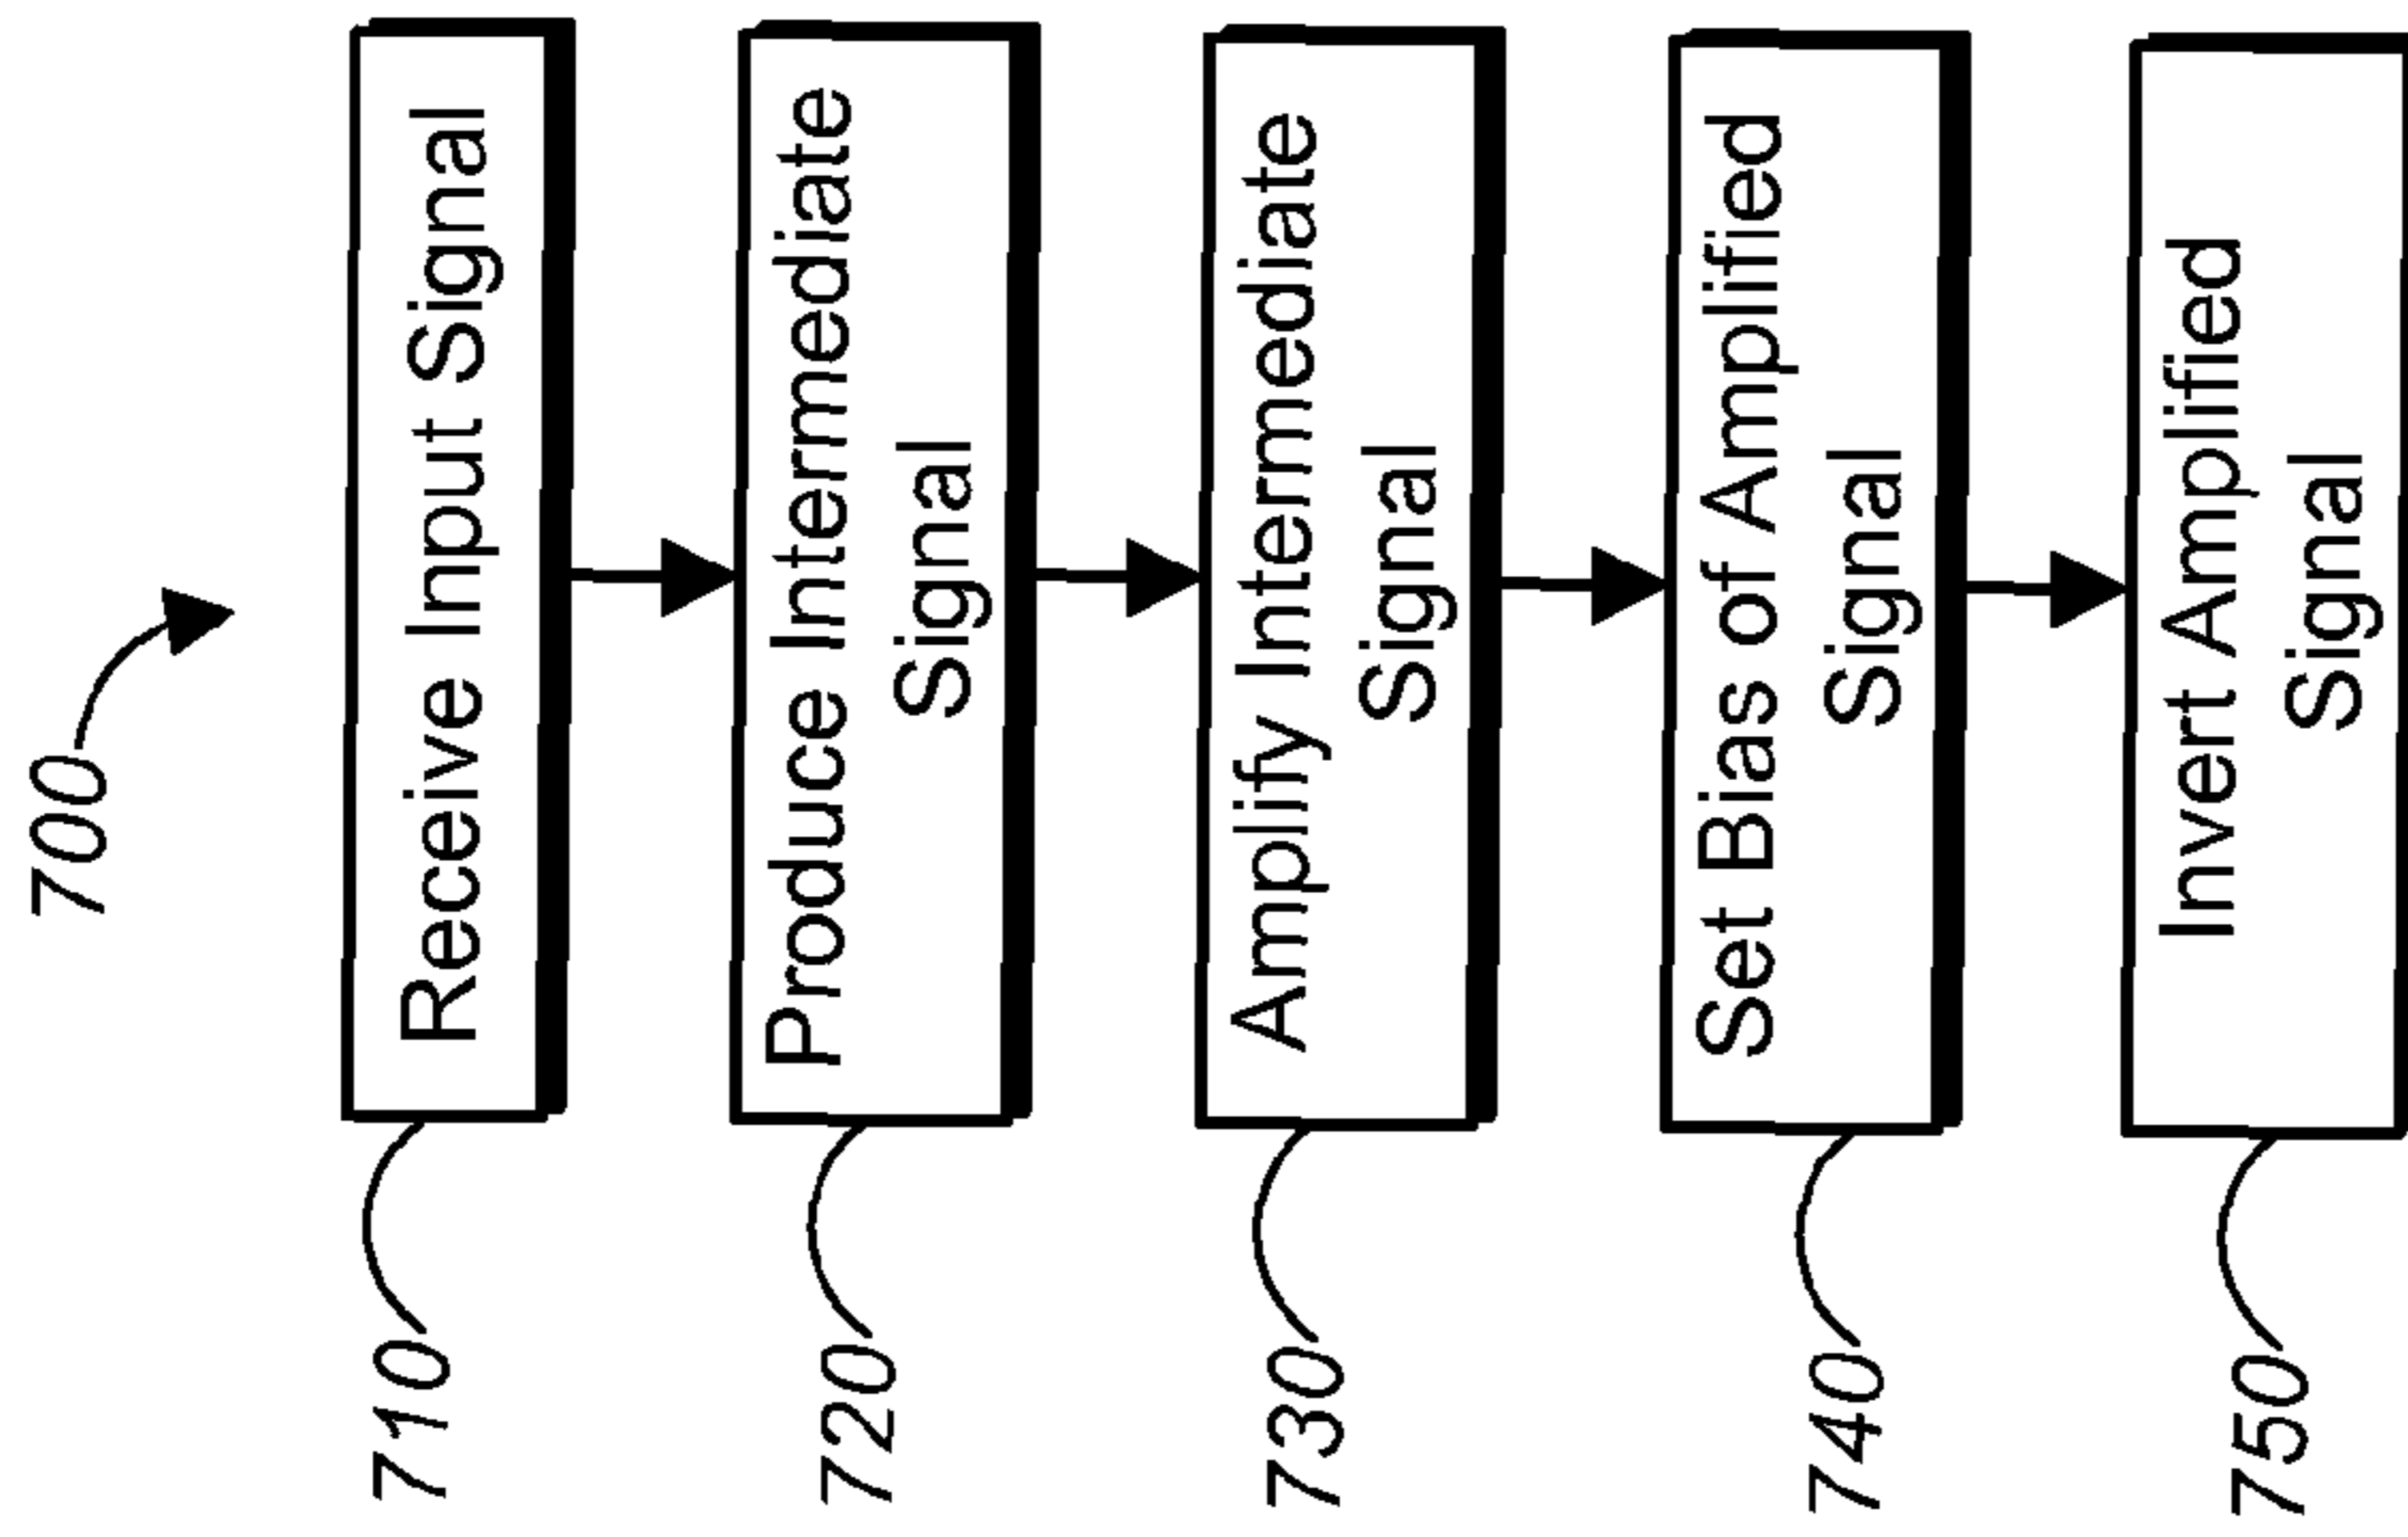 700
710
Receive Input Signal
720
Produce Intermediate
Signal
730
Amplify Intermediate
Signal
740
Set Bias of Amplified
Signal
750
Invert Amplified
Signal